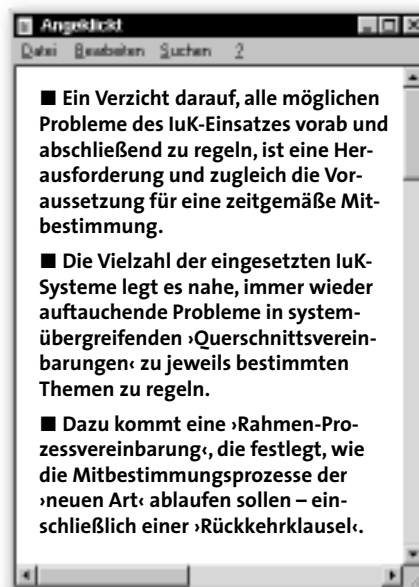 Angeklickt
Datei Bearbeiten Suchen ?
■ Ein Verzicht darauf, alle möglichen
Probleme des IuK-Einsatzes vorab und
abschließend zu regeln, ist eine Her-
ausforderung und zugleich die Vor-
aussetzung für eine zeitgemäße Mit-
bestimmung.
■ Die Vielzahl der eingesetzten IuK-
Systeme legt es nahe, immer wieder
auftauchende Probleme in system-
übergreifenden ›Querschnittsverein-
barungen‹ zu jeweils bestimmten
Themen zu regeln.
■ Dazu kommt eine ›Rahmen-Pro-
zessvereinbarung‹, die festlegt, wie
die Mitbestimmungsprozesse der
›neuen Art‹ ablaufen sollen – ein-
schließlich einer ›Rückkehrklausel‹.